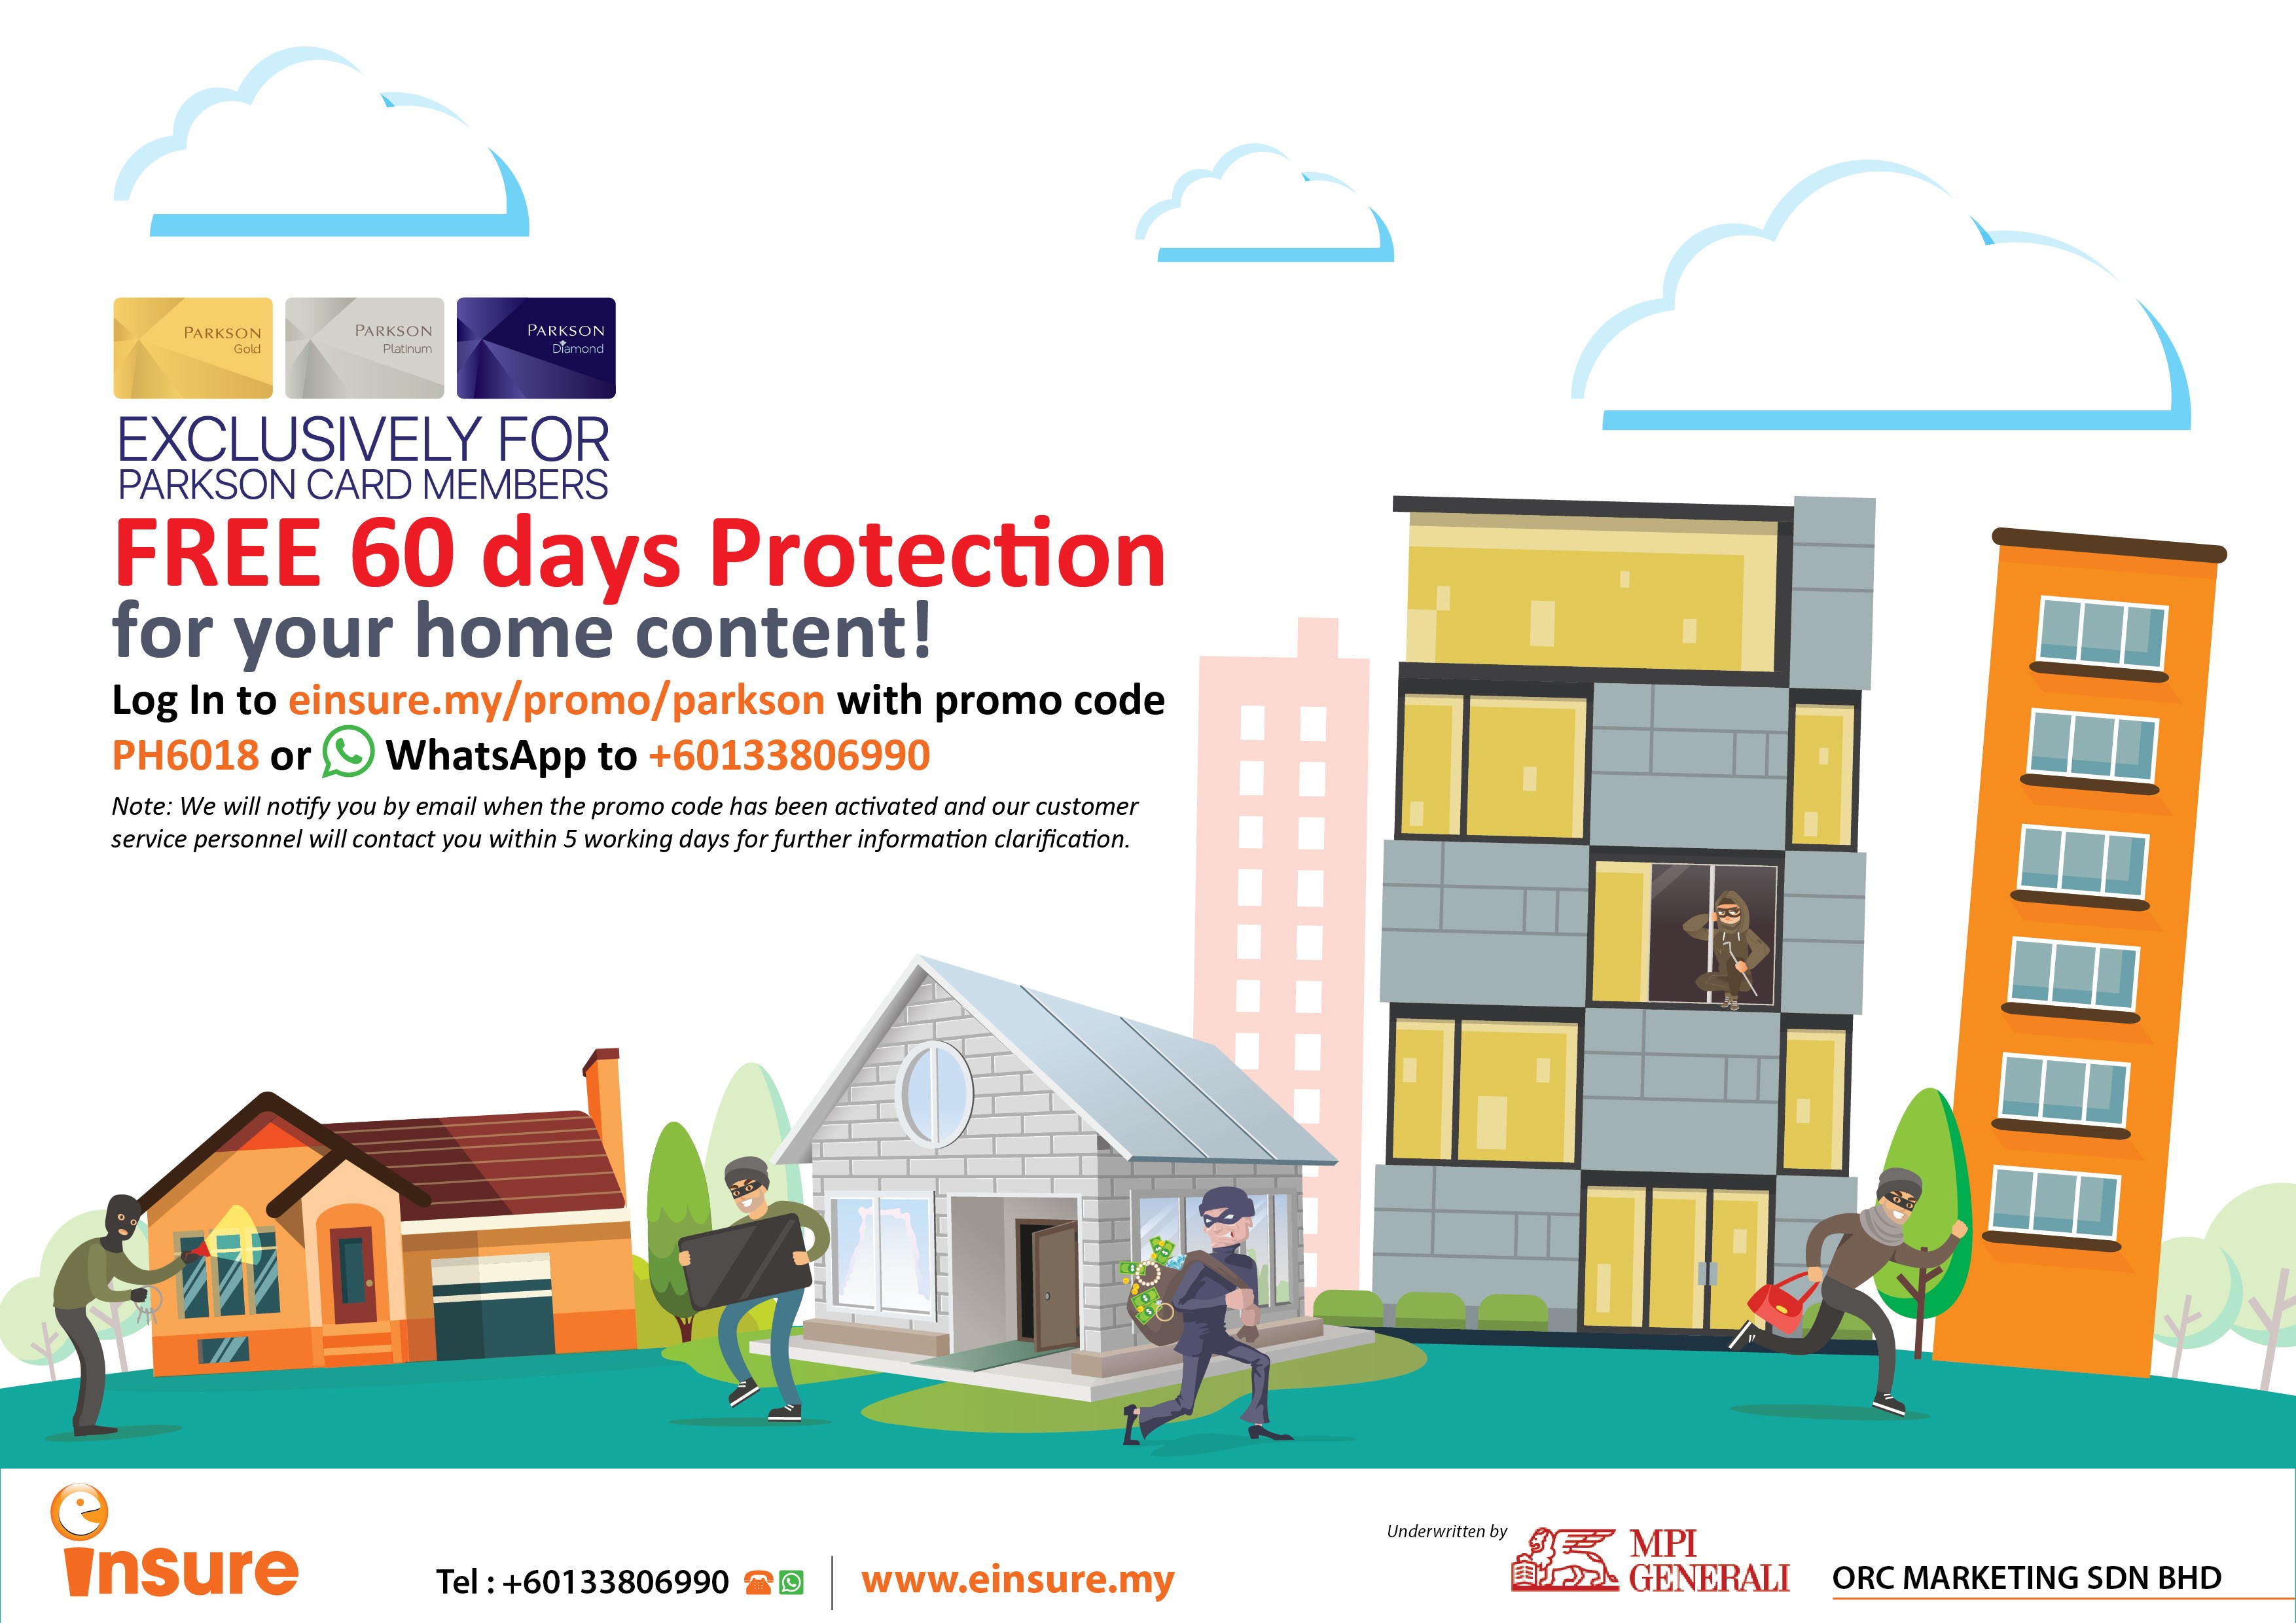 PARKSON
Gold
PARKSON
Platinum
PARKSON
Diamond
EXCLUSIVELY FOR
PARKSON CARD MEMBERS
FREE 60 days Protection
for your home content!
Log In to einsure.my/promo/parkson with promo code
PH6018 or WhatsApp to +60133806990
Note: We will notify you by email when the promo code has been activated and our customer
service personnel will contact you within 5 working days for further information clarification.
einsure
Tel : +60133806990
www.einsure.my
Underwritten by
MPI
GENERALI
ORC MARKETING SDN BHD